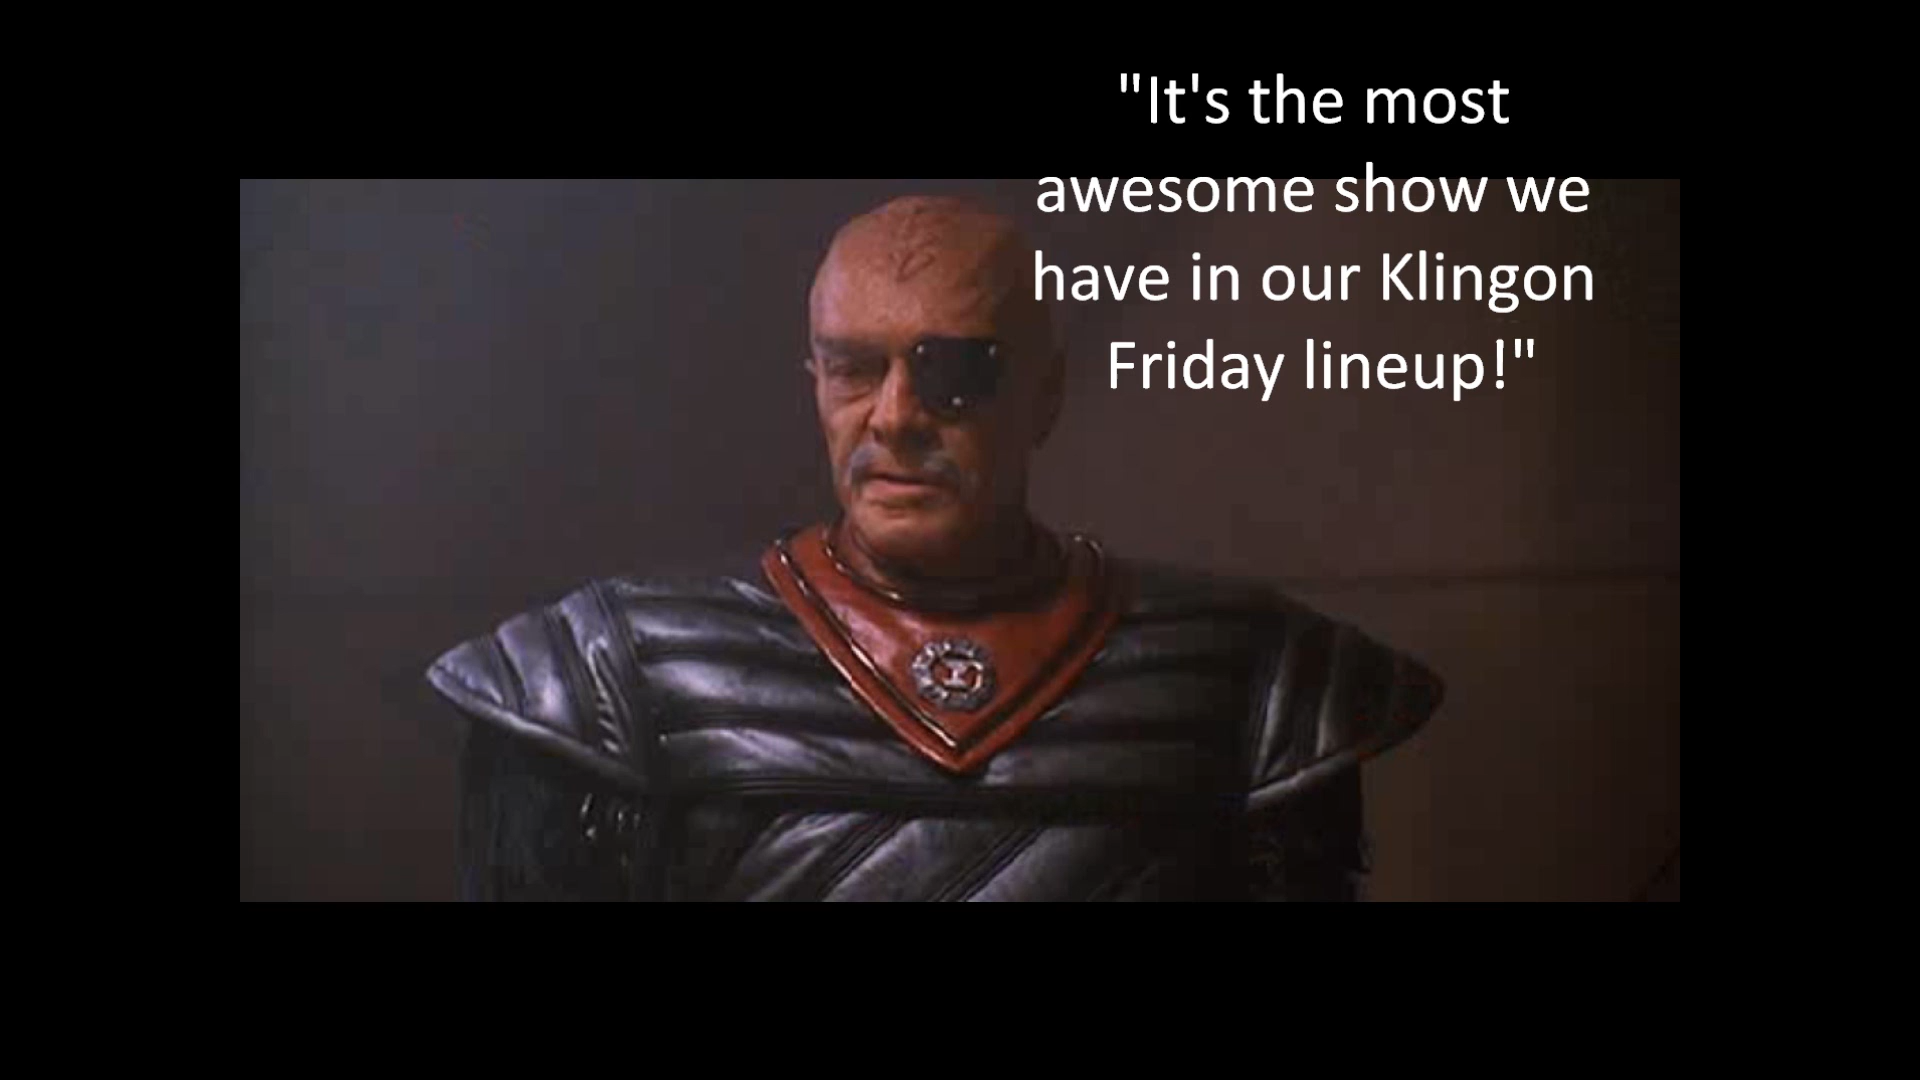 "It's the most
awesome show we
have in our Klingon
Friday lineup!"